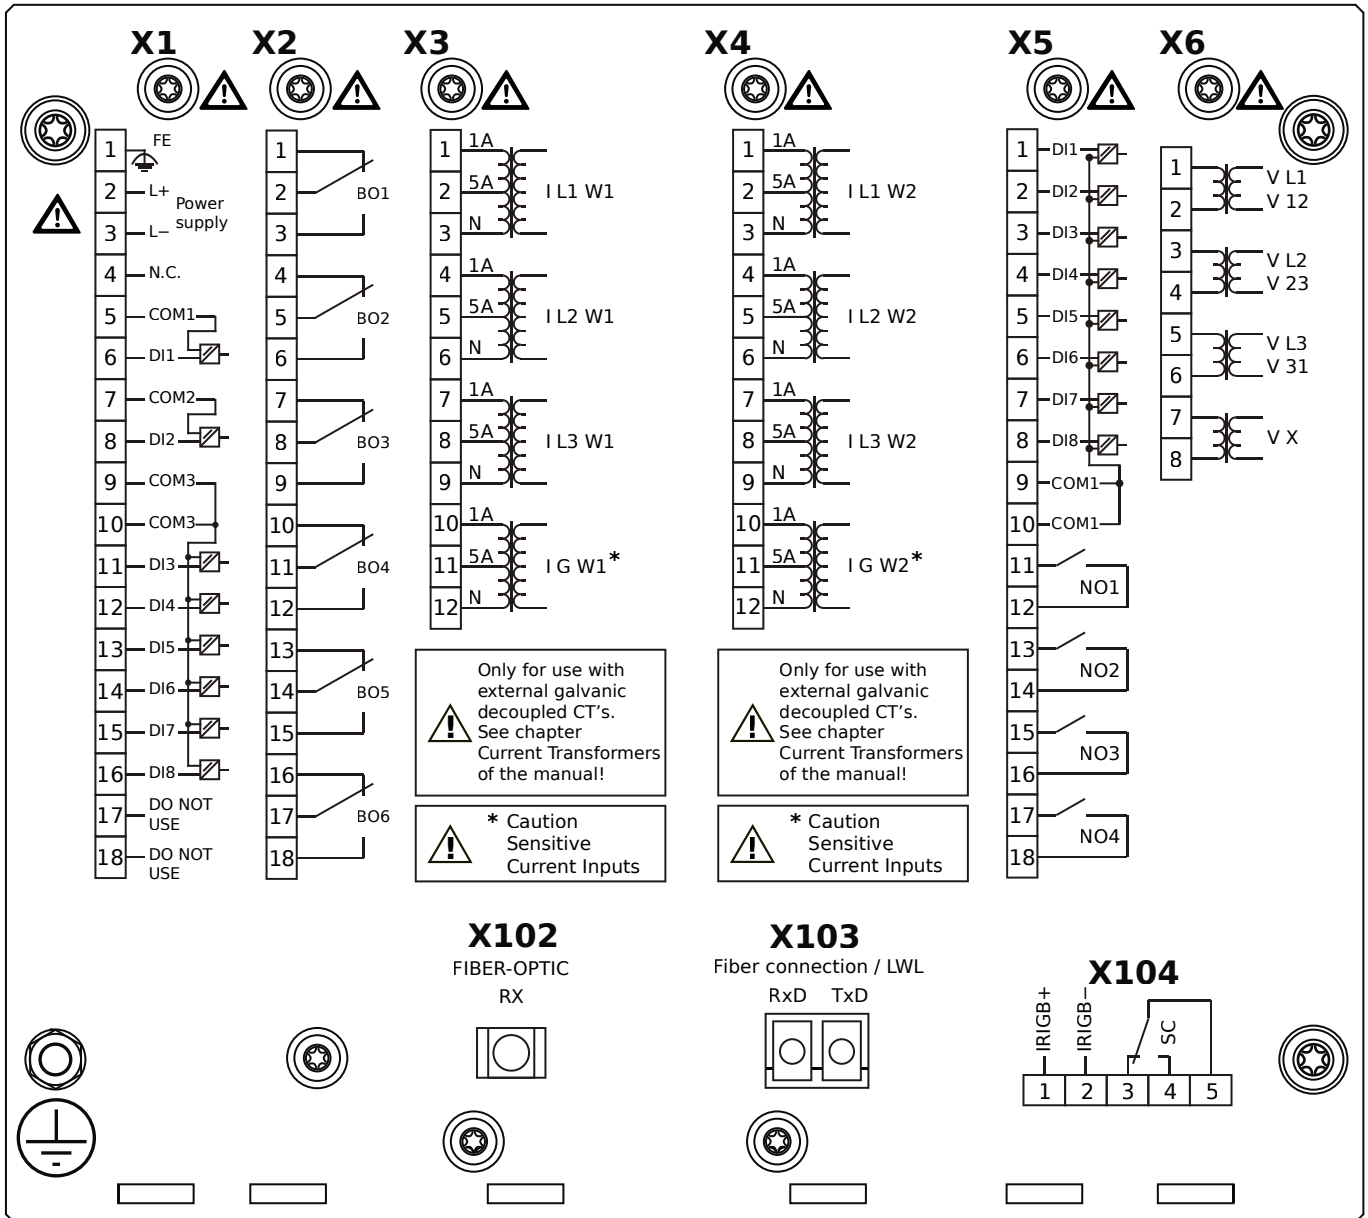 X1 X2 X3 X4 X5 X6
1 FE
2 L+
Power
supply
3 L−
4 N.C.
5 COM1
6 DI1
7 COM2
8 DI2
9 COM3
10 COM3
11 DI3
12 DI4
13 DI5
14 DI6
15 DI7
16 DI8
17 DO NOT
USE
18 DO NOT
USE
1
2 BO1
3
4
5 BO2
6
7
8 BO3
9
10
11 BO4
12
13
14 BO5
15
16
17 BO6
18
1 1A
2 5A I L1 W1
3 N
4 1A
5 5A I L2 W1
6 N
7 1A
8 5A I L3 W1
9 N
10 1A
11 5A I G W1*
12 N
Only for use with
external galvanic
decoupled CT's.
See chapter
Current Transformers
of the manual!
* Caution
Sensitive
Current Inputs
1 1A
2 5A I L1 W2
3 N
4 1A
5 5A I L2 W2
6 N
7 1A
8 5A I L3 W2
9 N
10 1A
11 5A I G W2*
12 N
Only for use with
external galvanic
decoupled CT's.
See chapter
Current Transformers
of the manual!
* Caution
Sensitive
Current Inputs
1 DI1
2 DI2
3 DI3
4 DI4
5 DI5
6 DI6
7 DI7
8 DI8
9 COM1
10 COM1
11
NO1
12
13
NO2
14
15
NO3
16
17
NO4
18
1 V L1
2 V 12
3 V L2
4 V 23
5 V L3
6 V 31
7
V X
8
X102
FIBER-OPTIC
RX
X103
Fiber connection / LWL
RxD TxD
X104
IRIGB+
IRIGB−
SC
1 2 3 4 5